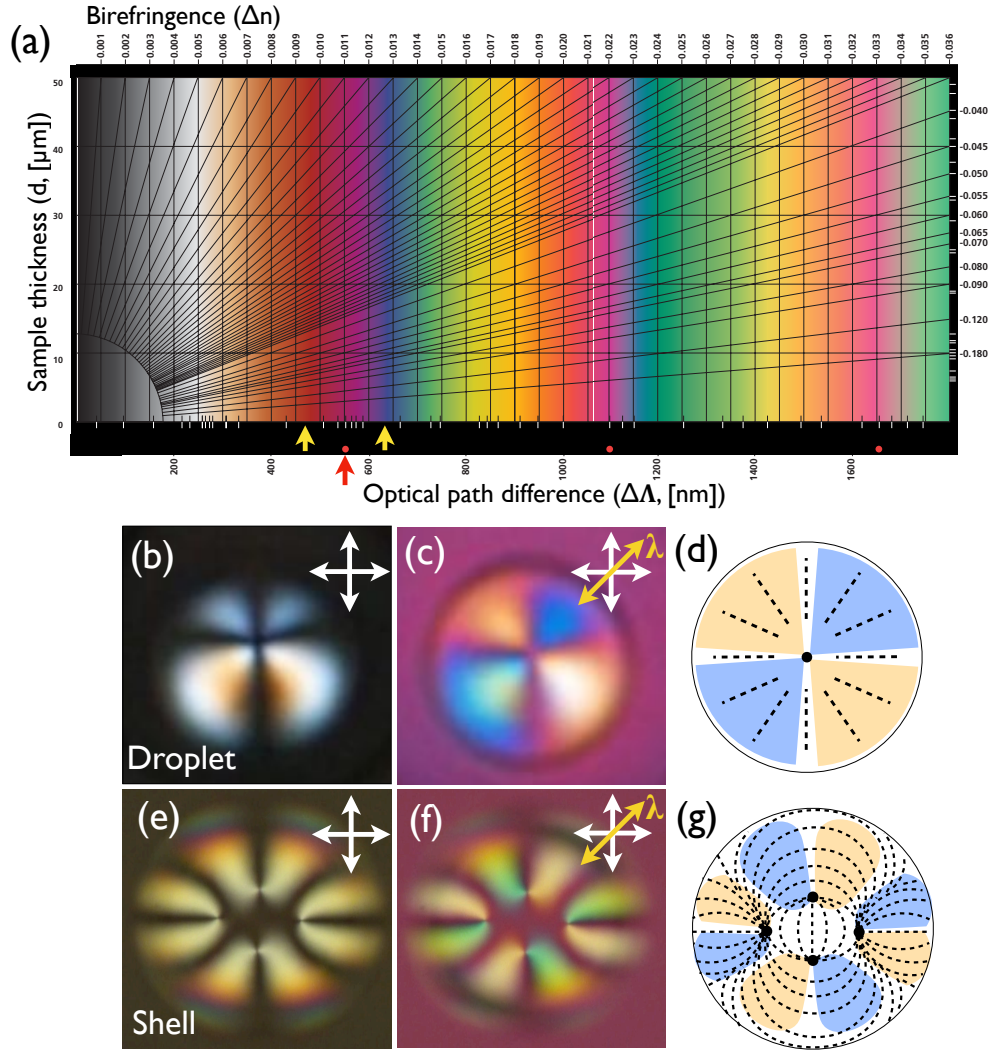 Birefringence (Δn)
(a)
0.001 0.002 0.003 0.004 0.005 0.006 0.007 0.008 0.009 0.010 0.011 0.012 0.013 0.014 0.015 0.016 0.017 0.018 0.019 0.020 0.021 0.022 0.023 0.024 0.025 0.026 0.027 0.028 0.029 0.030 0.031 0.032 0.033 0.034 0.035 0.036
Sample thickness (d, [μm])
50
40
30
20
10
0
0.040
0.045
0.050
0.055
0.060
0.065
0.070
0.080
0.090
0.120
0.180
200 400 600 800 1000 1200 1400 1600
Optical path difference (ΔΛ, [nm])
(b)
Droplet
(c)
λ
(d)
(e)
Shell
(f)
λ
(g)